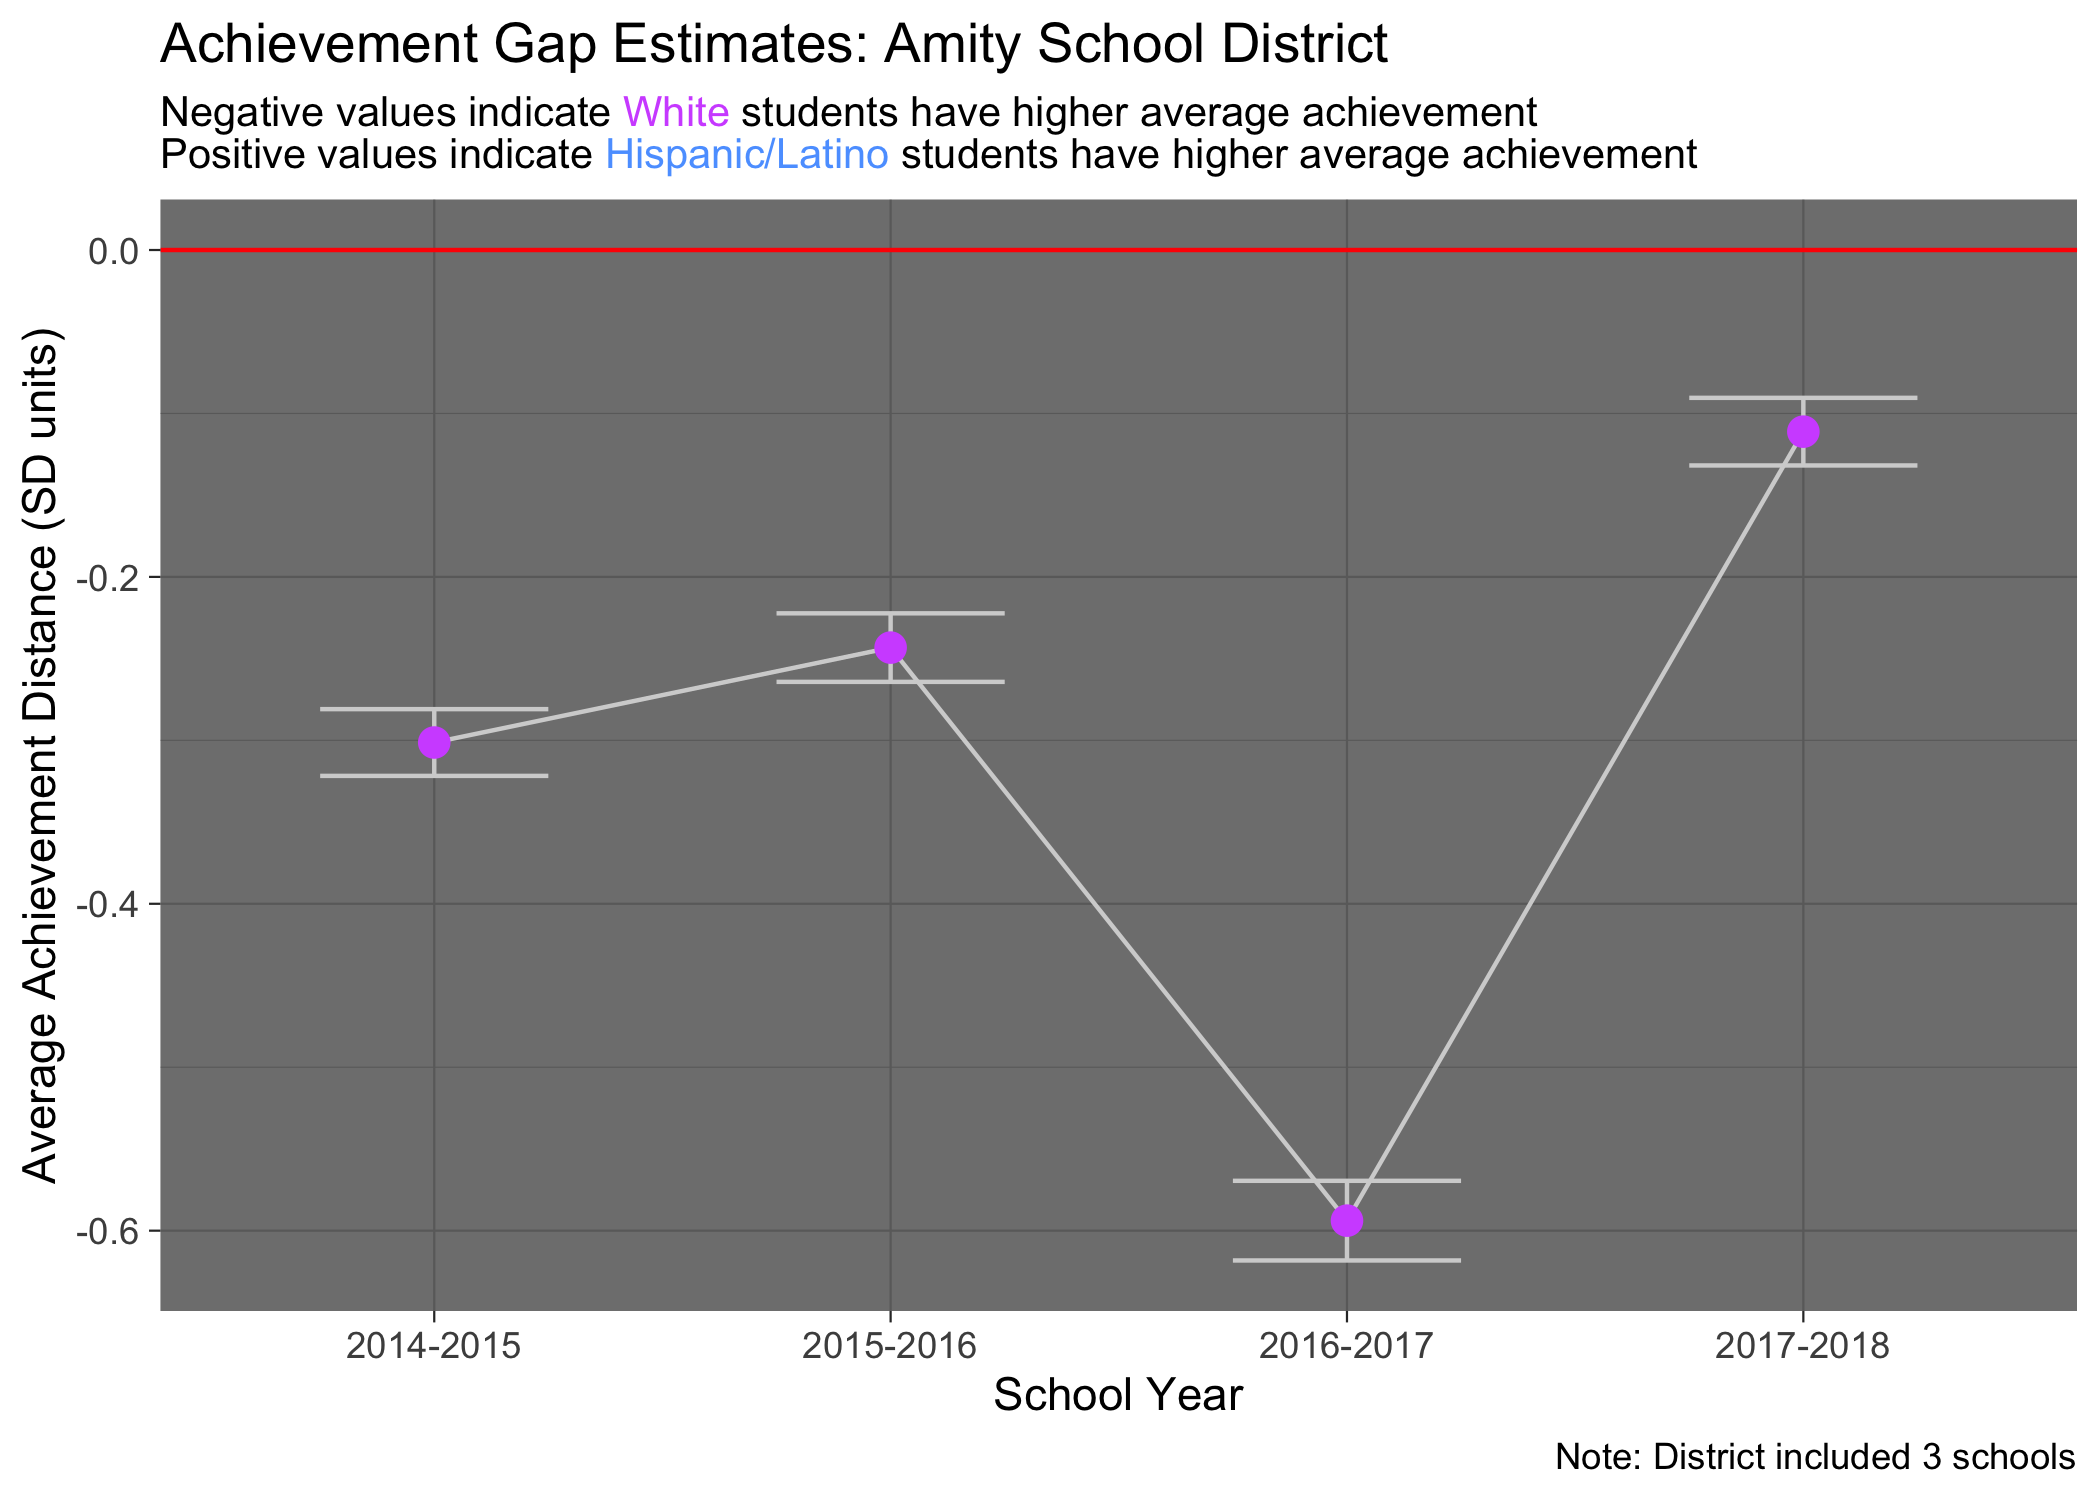 Achievement Gap Estimates: Amity School District
Negative values indicate White students have higher average achievement
Positive values indicate Hispanic/Latino students have higher average achievement
Average Achievement Distance (SD units)
0.0
-0.2
-0.4
-0.6
2014-2015
2015-2016
2016-2017
2017-2018
School Year
Note: District included 3 schools